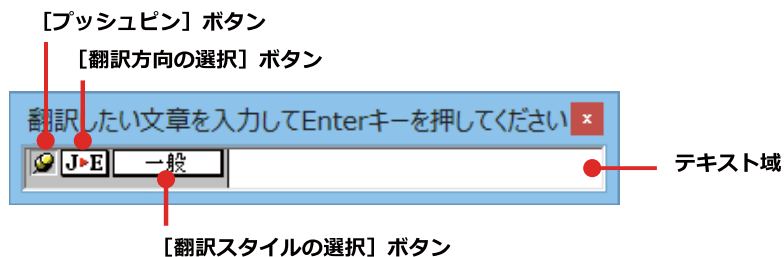 ［プッシュピン］ボタン
［翻訳方向の選択］ボタン
翻訳したい文章を入力してEnterキーを押してください
x
J▶E
一般
テキスト域
［翻訳スタイルの選択］ボタン